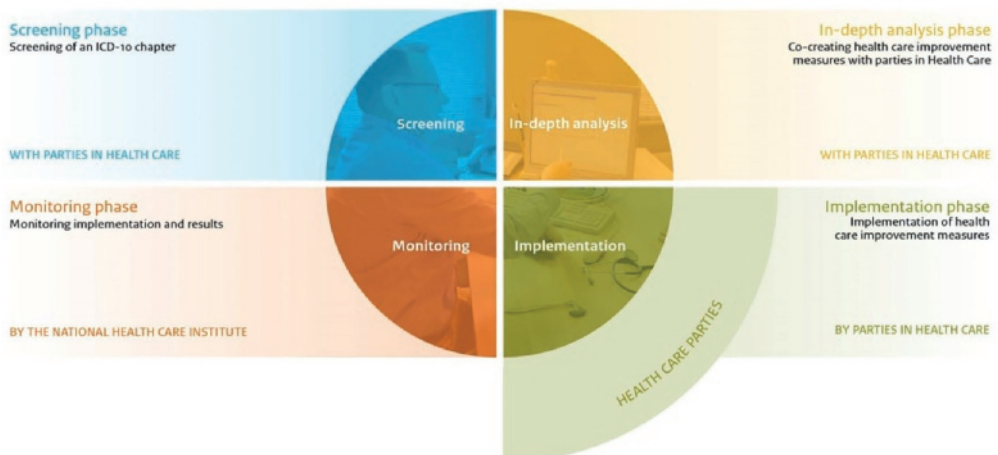 Screening phase
Screening of an ICD-10 chapter
WITH PARTIES IN HEALTH CARE
Screening
In-depth analysis
In-depth analysis phase
Co-creating health care improvement
measures with parties in Health Care
WITH PARTIES IN HEALTH CARE
Monitoring phase
Monitoring implementation and results
BY THE NATIONAL HEALTH CARE INSTITUTE
Monitoring
Implementation
Implementation phase
Implementation of health
care improvement measures
BY PARTIES IN HEALTH CARE
HEALTH CARE PARTIES